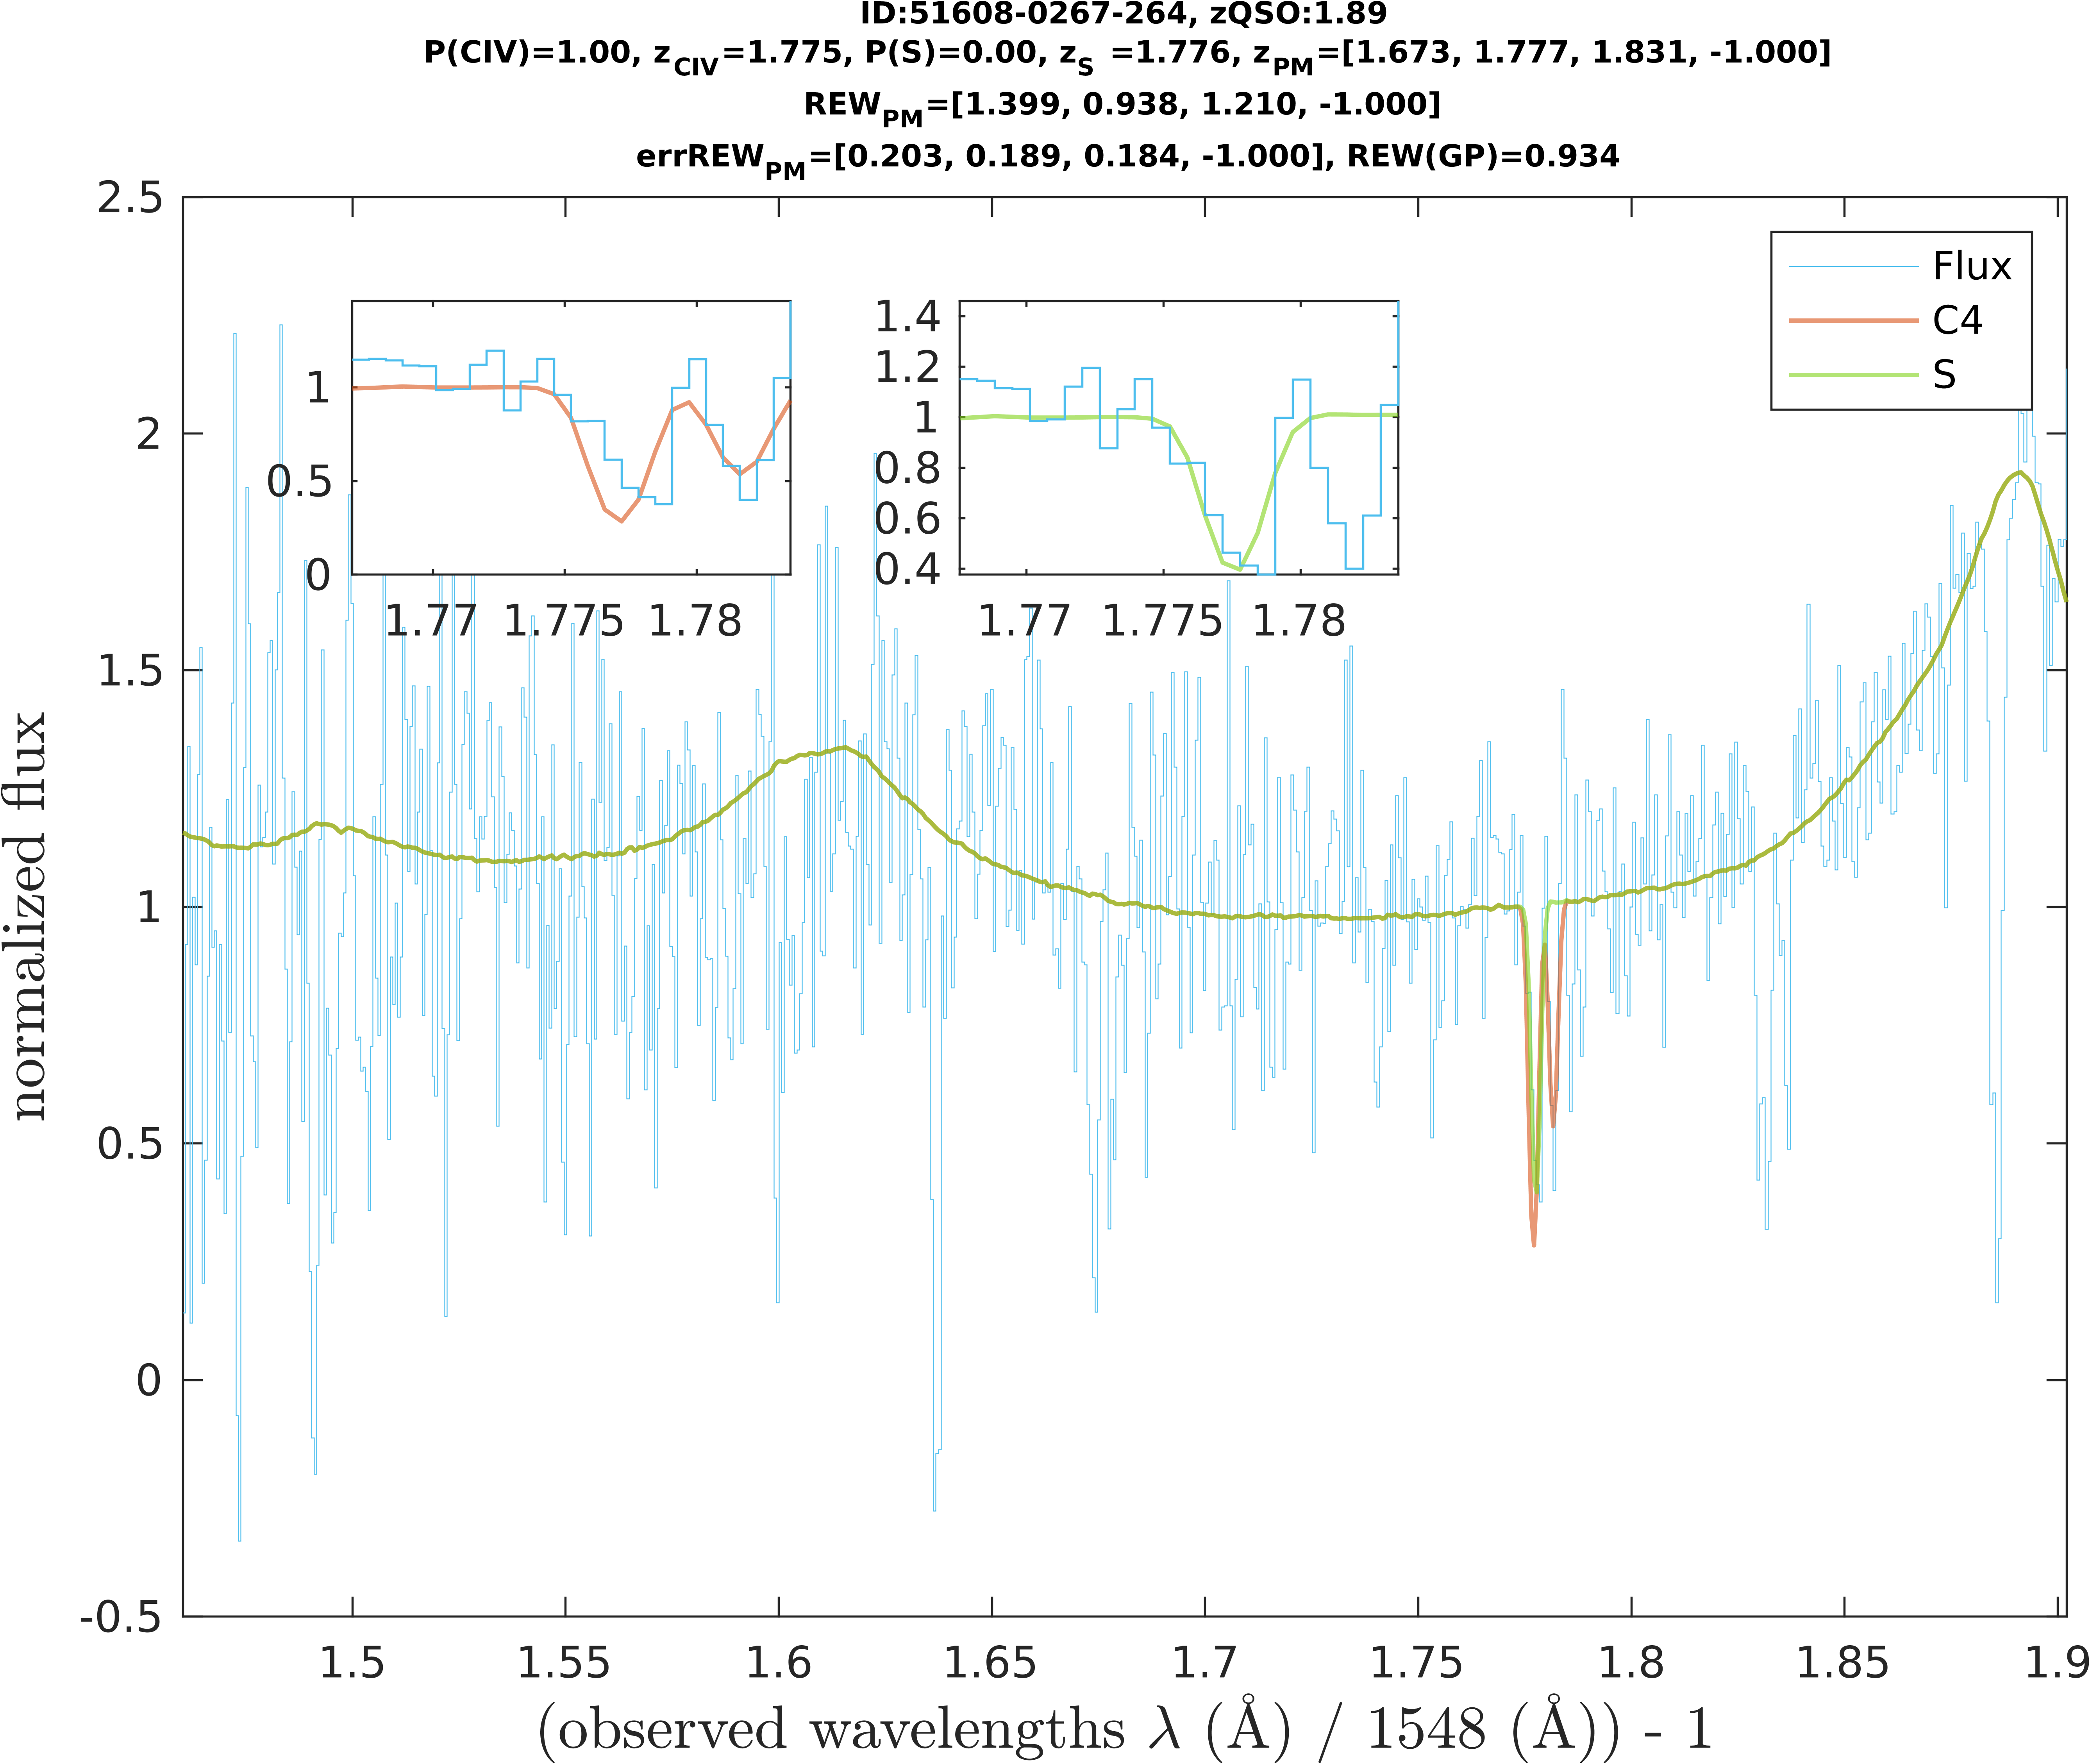 ID:51608-0267-264, zQSO:1.89
P(CIV)=1.00, zCIV=1.775, P(S)=0.00, zS =1.776, zPM=[1.673, 1.777, 1.831, -1.000]
REWPM=[1.399, 0.938, 1.210, -1.000]
errREWPM=[0.203, 0.189, 0.184, -1.000], REW(GP)=0.934
2.5
2
1.5
1
0.5
0
-0.5
normalized flux
1
0.5
0
1.77 1.775 1.78
1.4
1.2
1
0.8
0.6
0.4
1.77 1.775 1.78
Flux
C4
S
1.5 1.55 1.6 1.65 1.7 1.75 1.8 1.85 1.9
(observed wavelengths λ (Å) / 1548 (Å)) - 1